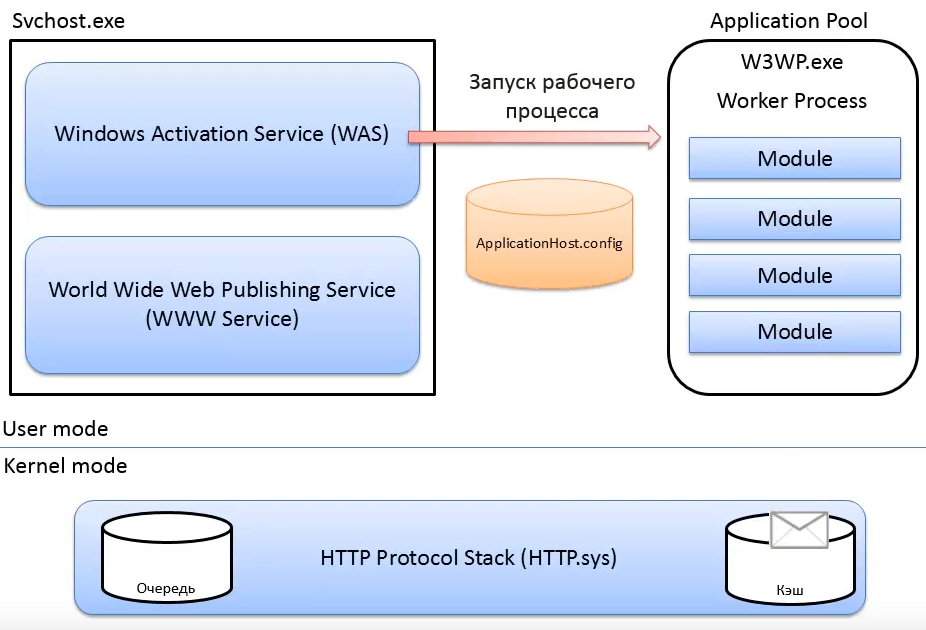 Svchost.exe
Application Pool
Windows Activation Service (WAS)
World Wide Web Publishing Service
(WWW Service)
Запуск рабочего
процесса
ApplicationHost.config
W3WP.exe
Worker Process
Module
Module
Module
Module
User mode
Kernel mode
Очередь
HTTP Protocol Stack (HTTP.sys)
Кэш